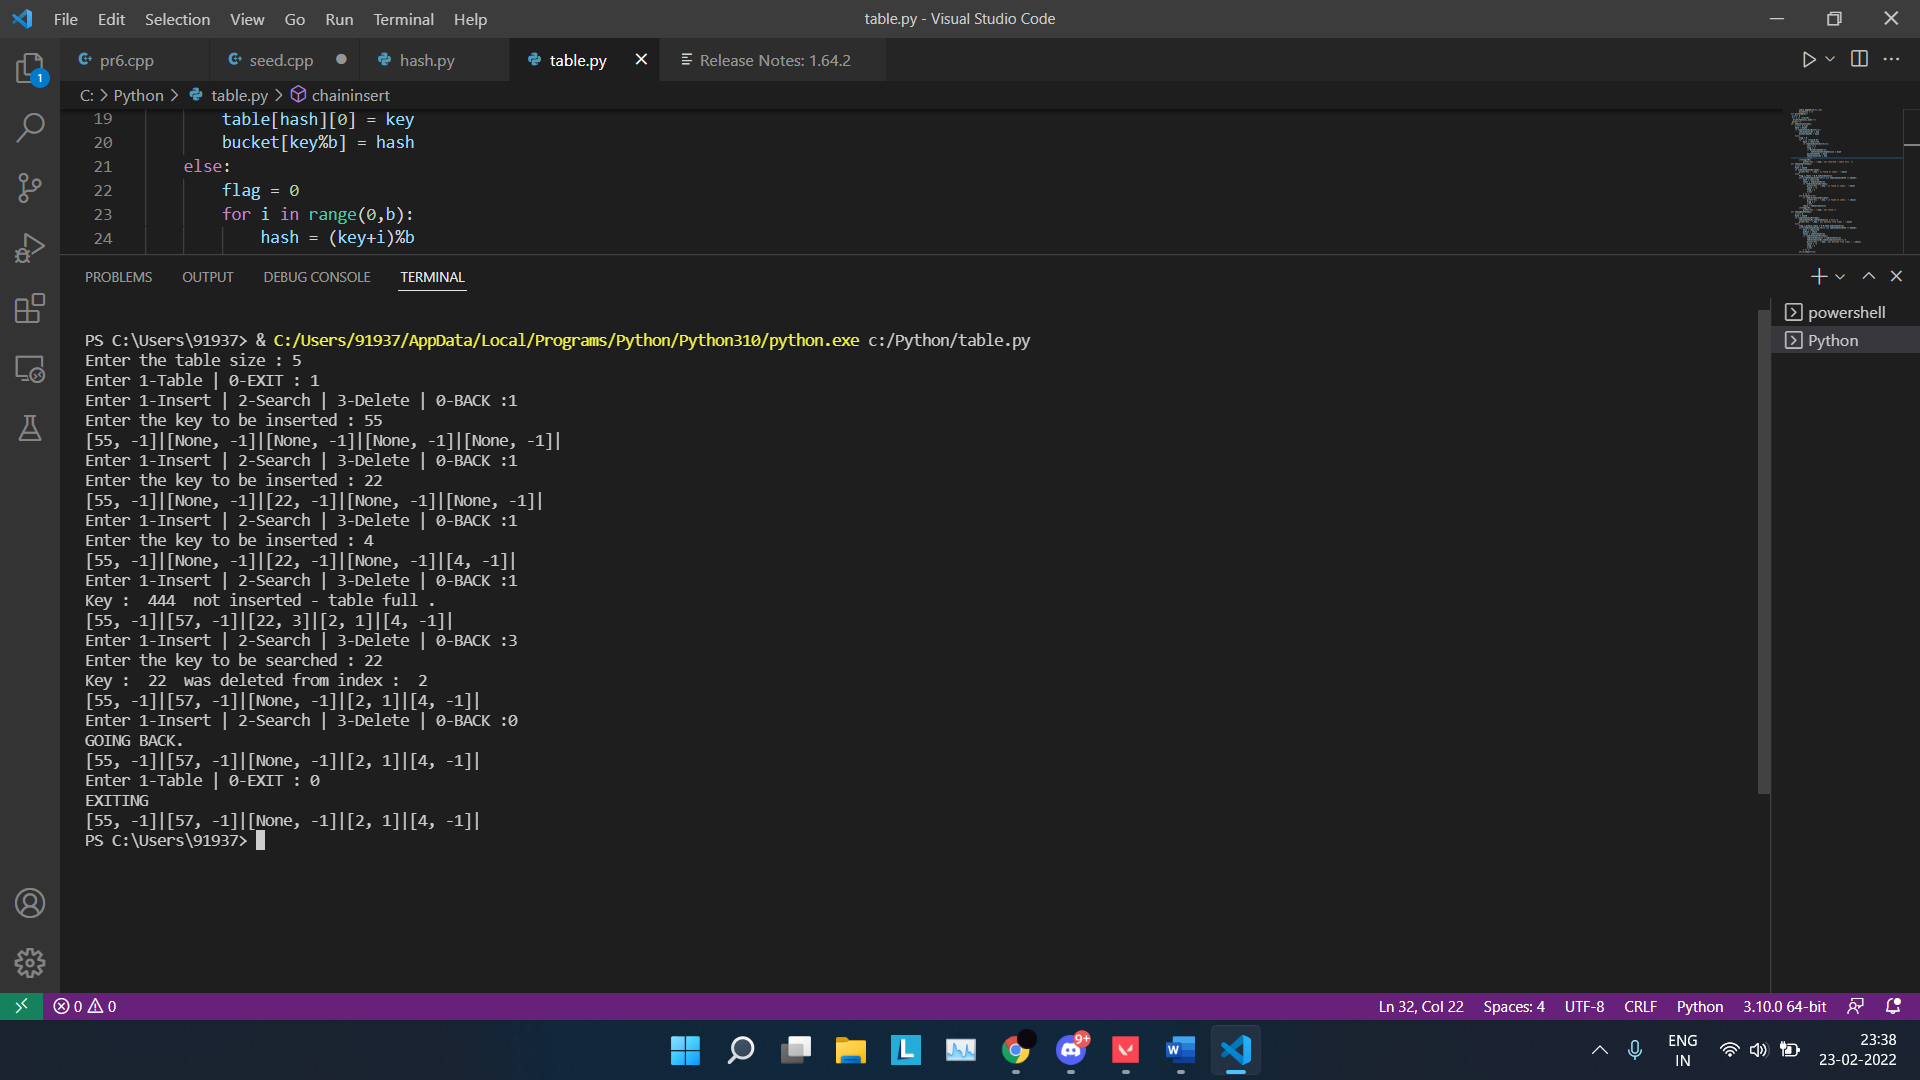 File Edit Selection View Go Run Terminal Help table.py - Visual Studio Code
pr6.cpp seed.cpp hash.py table.py Release Notes: 1.64.2
C: > Python > table.py > chaininsert
19 table[hash][0] = key
20 bucket[key%b] = hash
21 else:
22 flag = 0
23 for i in range(0,b):
24 hash = (key+i)%b
PROBLEMS OUTPUT DEBUG CONSOLE TERMINAL
powershell
Python
PS C:\Users\91937> & C:/Users/91937/AppData/Local/Programs/Python/Python310/python.exe c:/Python/table.py
Enter the table size : 5
Enter 1-Table | 0-EXIT : 1
Enter 1-Insert | 2-Search | 3-Delete | 0-BACK :1
Enter the key to be inserted : 55
[55, -1]|[None, -1]|[None, -1]|[None, -1]|[None, -1]|
Enter 1-Insert | 2-Search | 3-Delete | 0-BACK :1
Enter the key to be inserted : 22
[55, -1]|[None, -1]|[22, -1]|[None, -1]|[None, -1]|
Enter 1-Insert | 2-Search | 3-Delete | 0-BACK :1
Enter the key to be inserted : 4
[55, -1]|[None, -1]|[22, -1]|[None, -1]|[4, -1]|
Enter 1-Insert | 2-Search | 3-Delete | 0-BACK :1
Key :  444  not inserted - table full .
[55, -1]|[57, -1]|[22, 3]|[2, 1]|[4, -1]|
Enter 1-Insert | 2-Search | 3-Delete | 0-BACK :3
Enter the key to be searched : 22
Key :  22  was deleted from index :  2
[55, -1]|[57, -1]|[None, -1]|[2, 1]|[4, -1]|
Enter 1-Insert | 2-Search | 3-Delete | 0-BACK :0
GOING BACK.
[55, -1]|[57, -1]|[None, -1]|[2, 1]|[4, -1]|
Enter 1-Table | 0-EXIT : 0
EXITING
[55, -1]|[57, -1]|[None, -1]|[2, 1]|[4, -1]|
PS C:\Users\91937>
1
0 0 Ln 32, Col 22 Spaces: 4 UTF-8 CRLF Python 3.10.0 64-bit
L 9+ W ENG 23:38
IN 23-02-2022